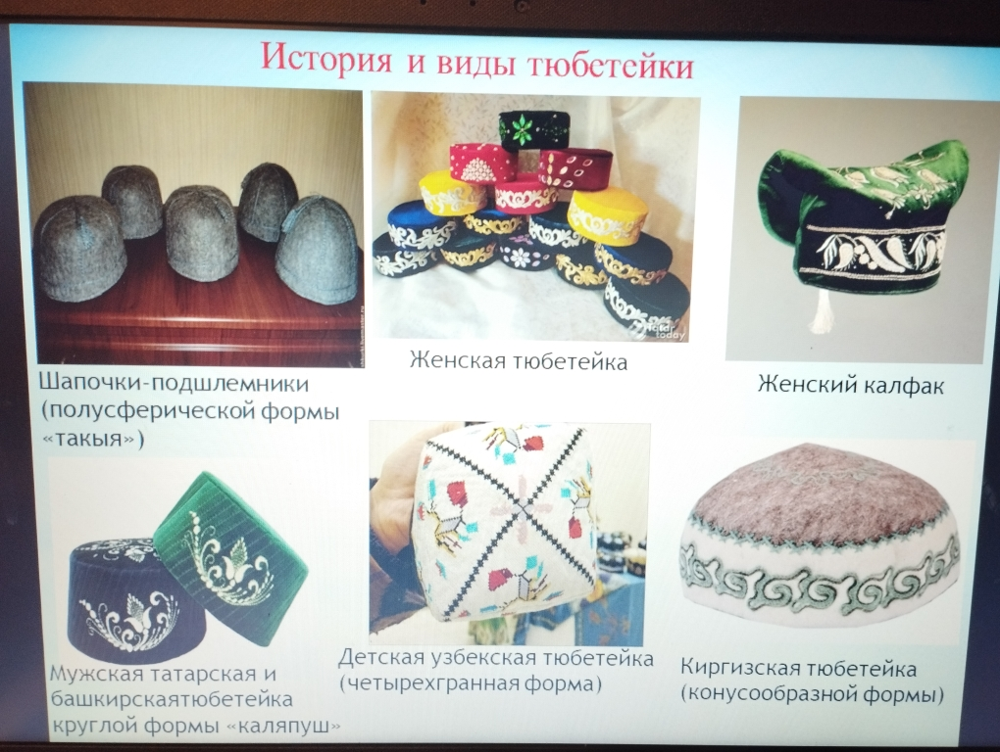 История и виды тюбетейки
Женская тюбетейка
Женский калфак
Шапочки-подшлемники
(полусферической формы
«такыя»)
Детская узбекская тюбетейка
(четырехгранная форма)
Киргизская тюбетейка
(конусообразной формы)
Мужская татарская и
башкирскаятюбетейка
круглой формы «каляпуш»
today